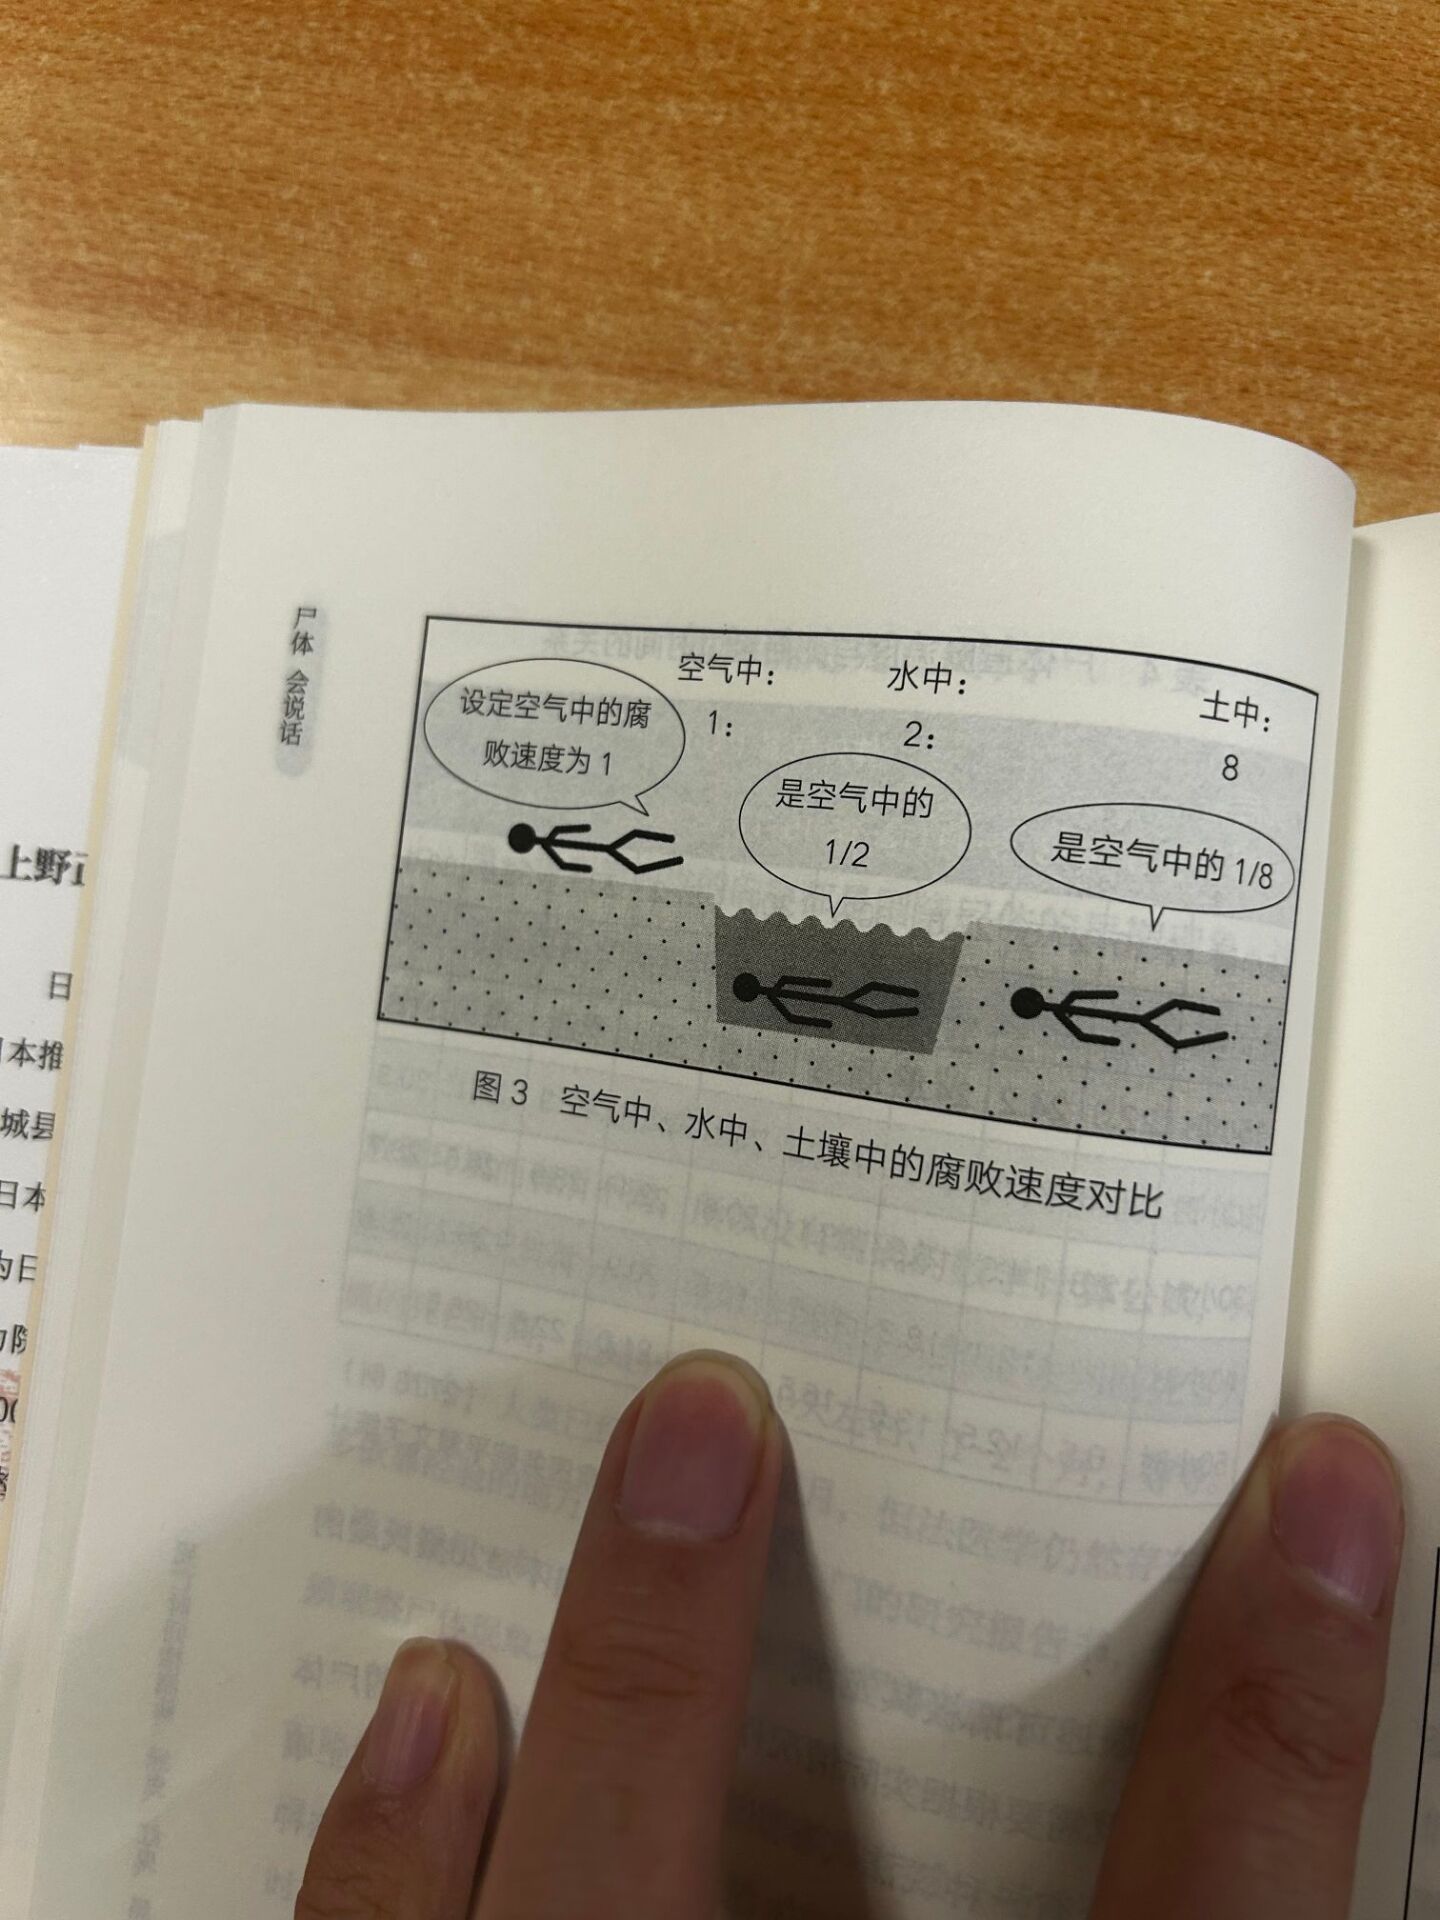 尸体会说话
空气中：
水中：
土中：
1：
2：
8
设定空气中的腐
败速度为 1
是空气中的
1/2
是空气中的 1/8
图 3　空气中、水中、土壤中的腐败速度对比
上野
日
本推
城县
日本
为日